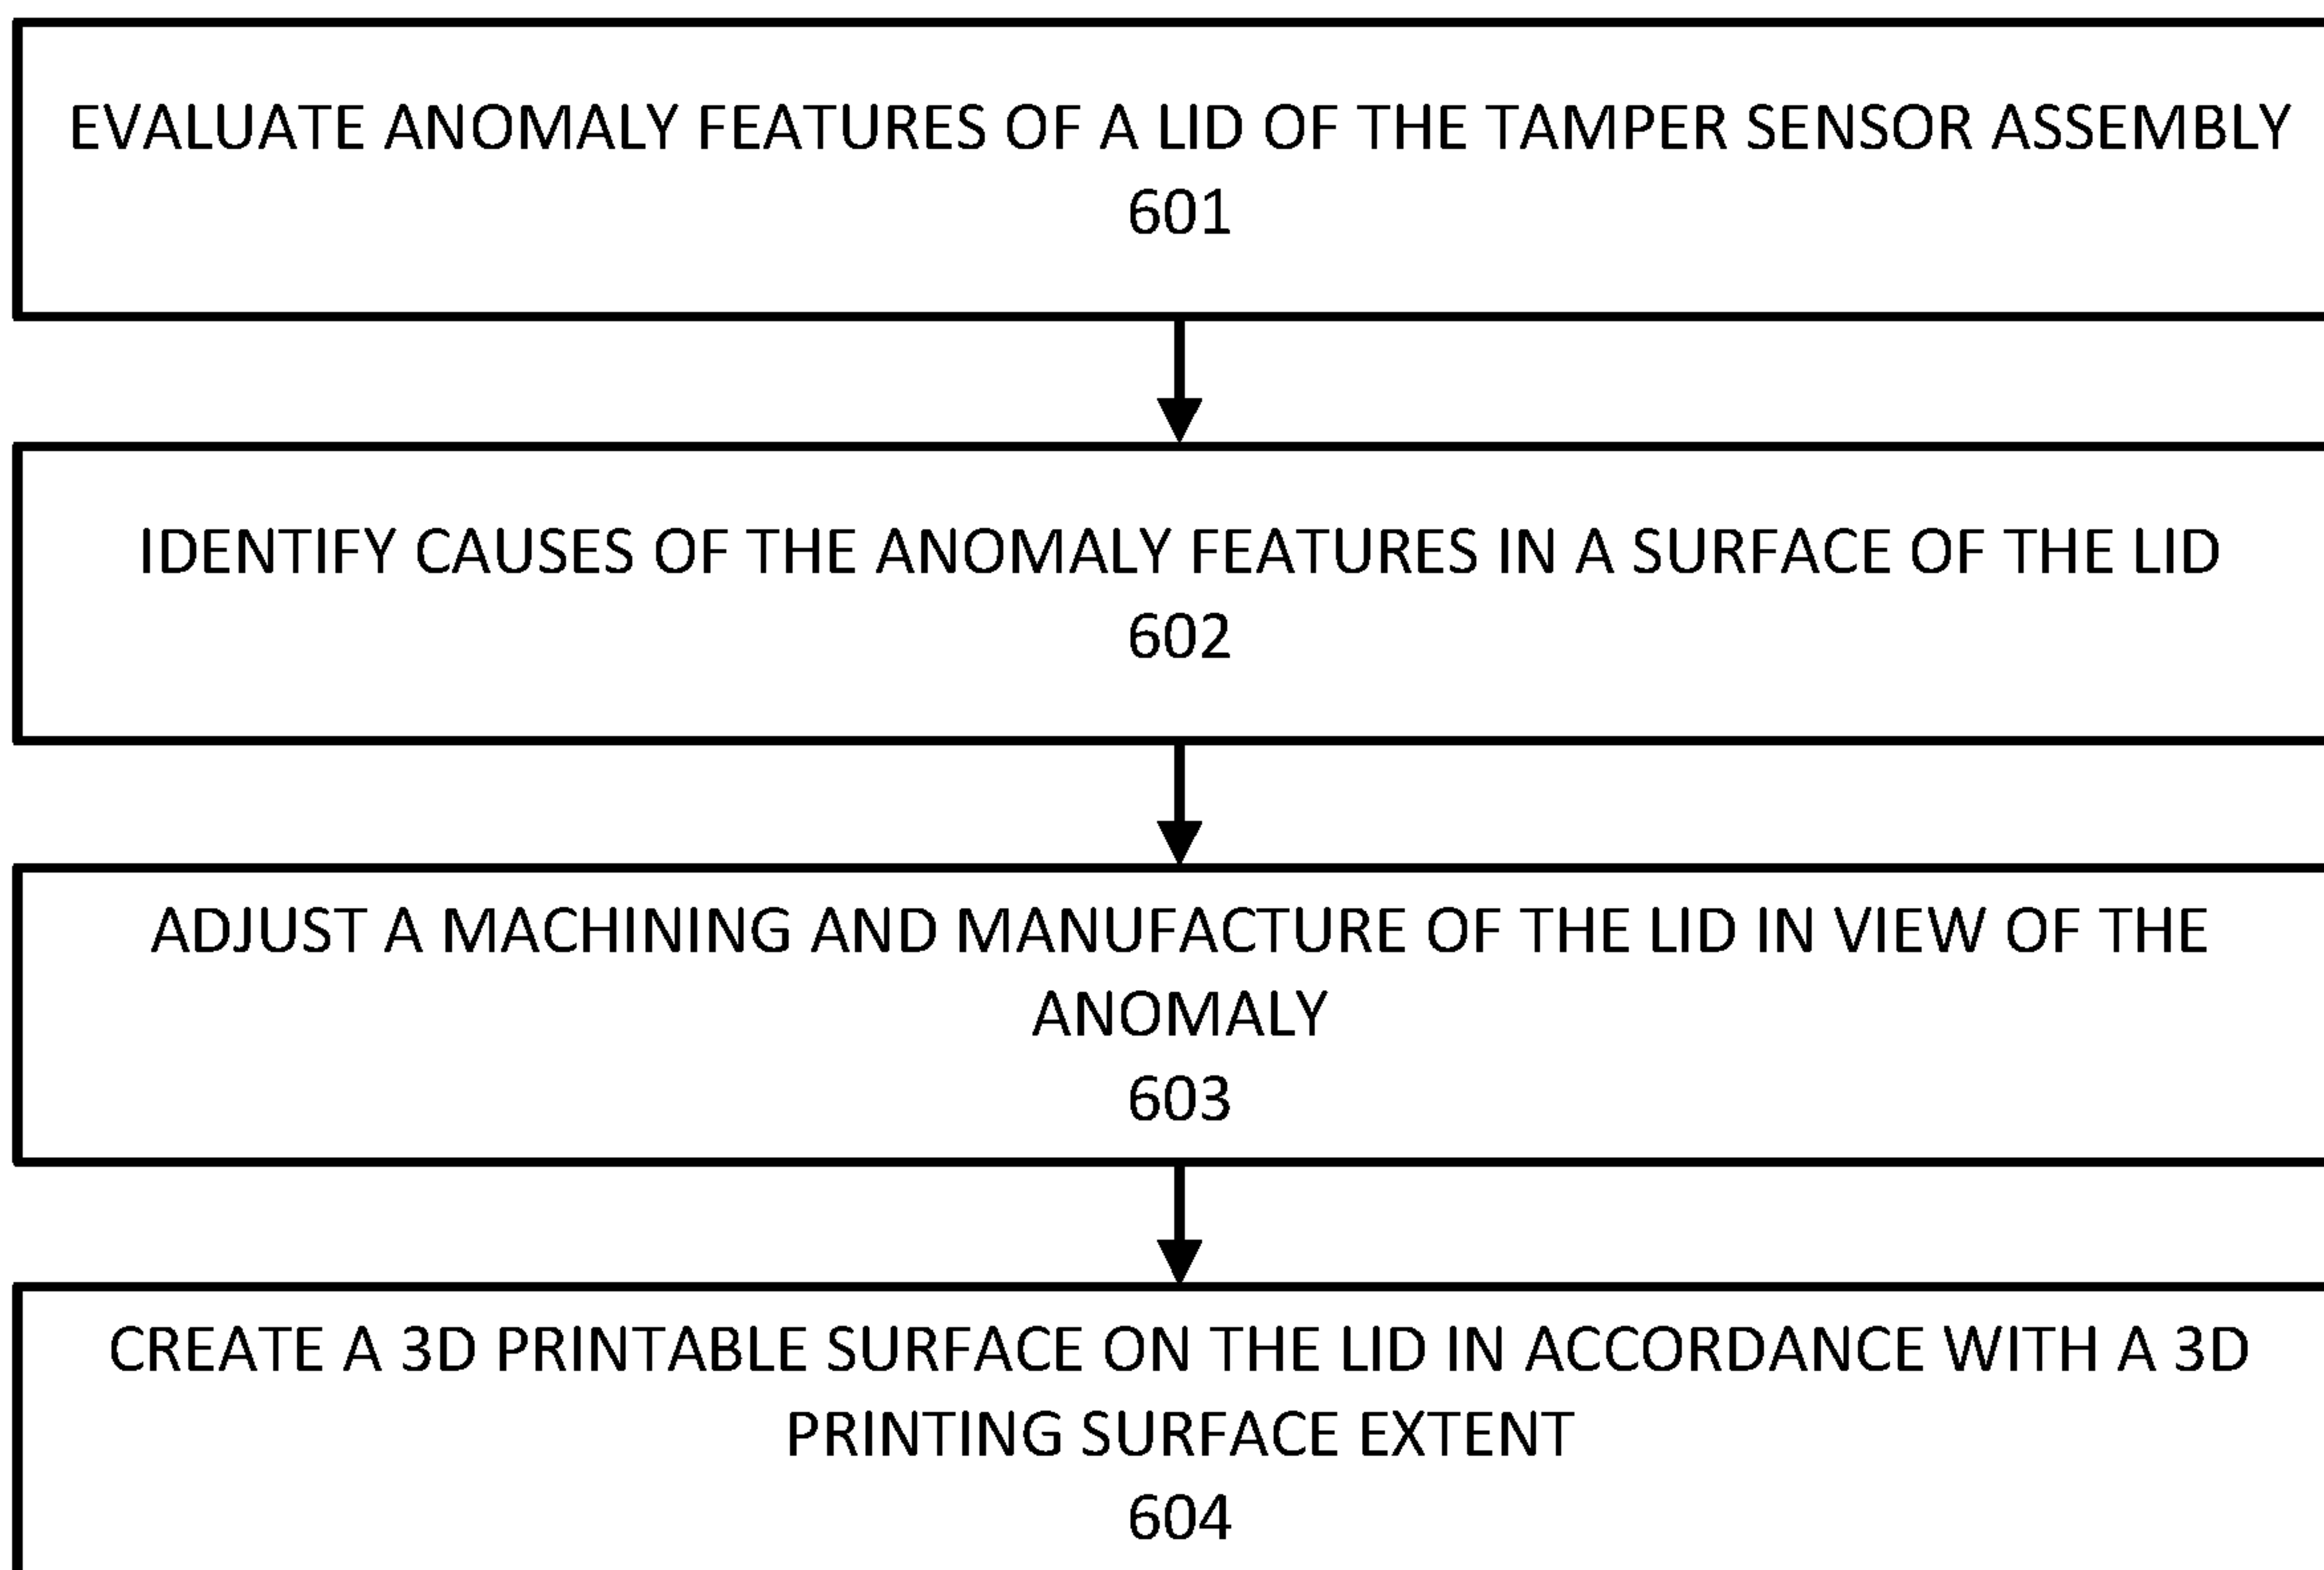 EVALUATE ANOMALY FEATURES OF A LID OF THE TAMPER SENSOR ASSEMBLY
601
IDENTIFY CAUSES OF THE ANOMALY FEATURES IN A SURFACE OF THE LID
602
ADJUST A MACHINING AND MANUFACTURE OF THE LID IN VIEW OF THE
ANOMALY
603
CREATE A 3D PRINTABLE SURFACE ON THE LID IN ACCORDANCE WITH A 3D
PRINTING SURFACE EXTENT
604